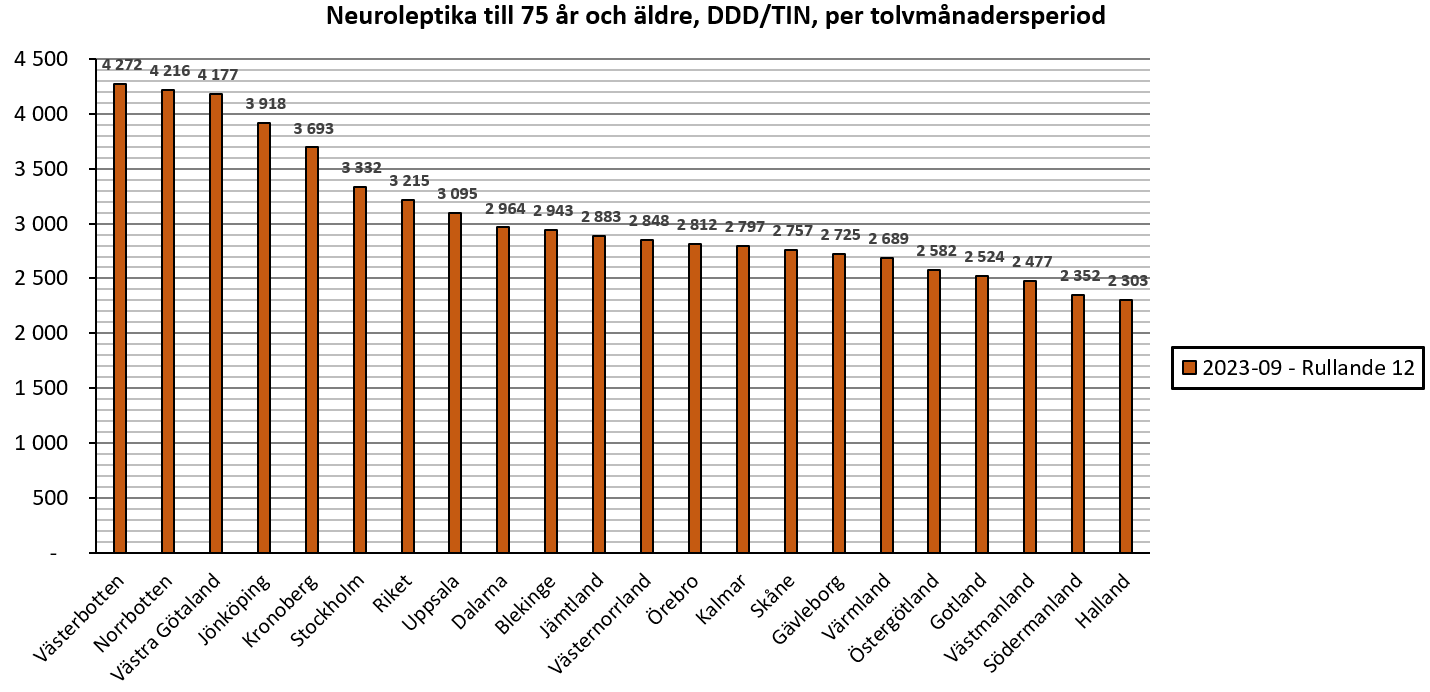 Neuroleptika till 75 år och äldre, DDD/TIN, per tolvmånadersperiod
4 500
4 000
3 500
3 000
2 500
2 000
1 500
1 000
500
-
4 272
4 216
4 177
3 918
3 693
3 332
3 215
3 095
2 964
2 943
2 883
2 848
2 812
2 797
2 757
2 725
2 689
2 582
2 524
2 477
2 352
2 303
Västerbotten
Norrbotten
Västra Götaland
Jönköping
Kronoberg
Stockholm
Riket
Uppsala
Dalarna
Blekinge
Jämtland
Västernorrland
Örebro
Kalmar
Skåne
Gävleborg
Värmland
Östergötland
Gotland
Västmanland
Södermanland
Halland
2023-09 - Rullande 12